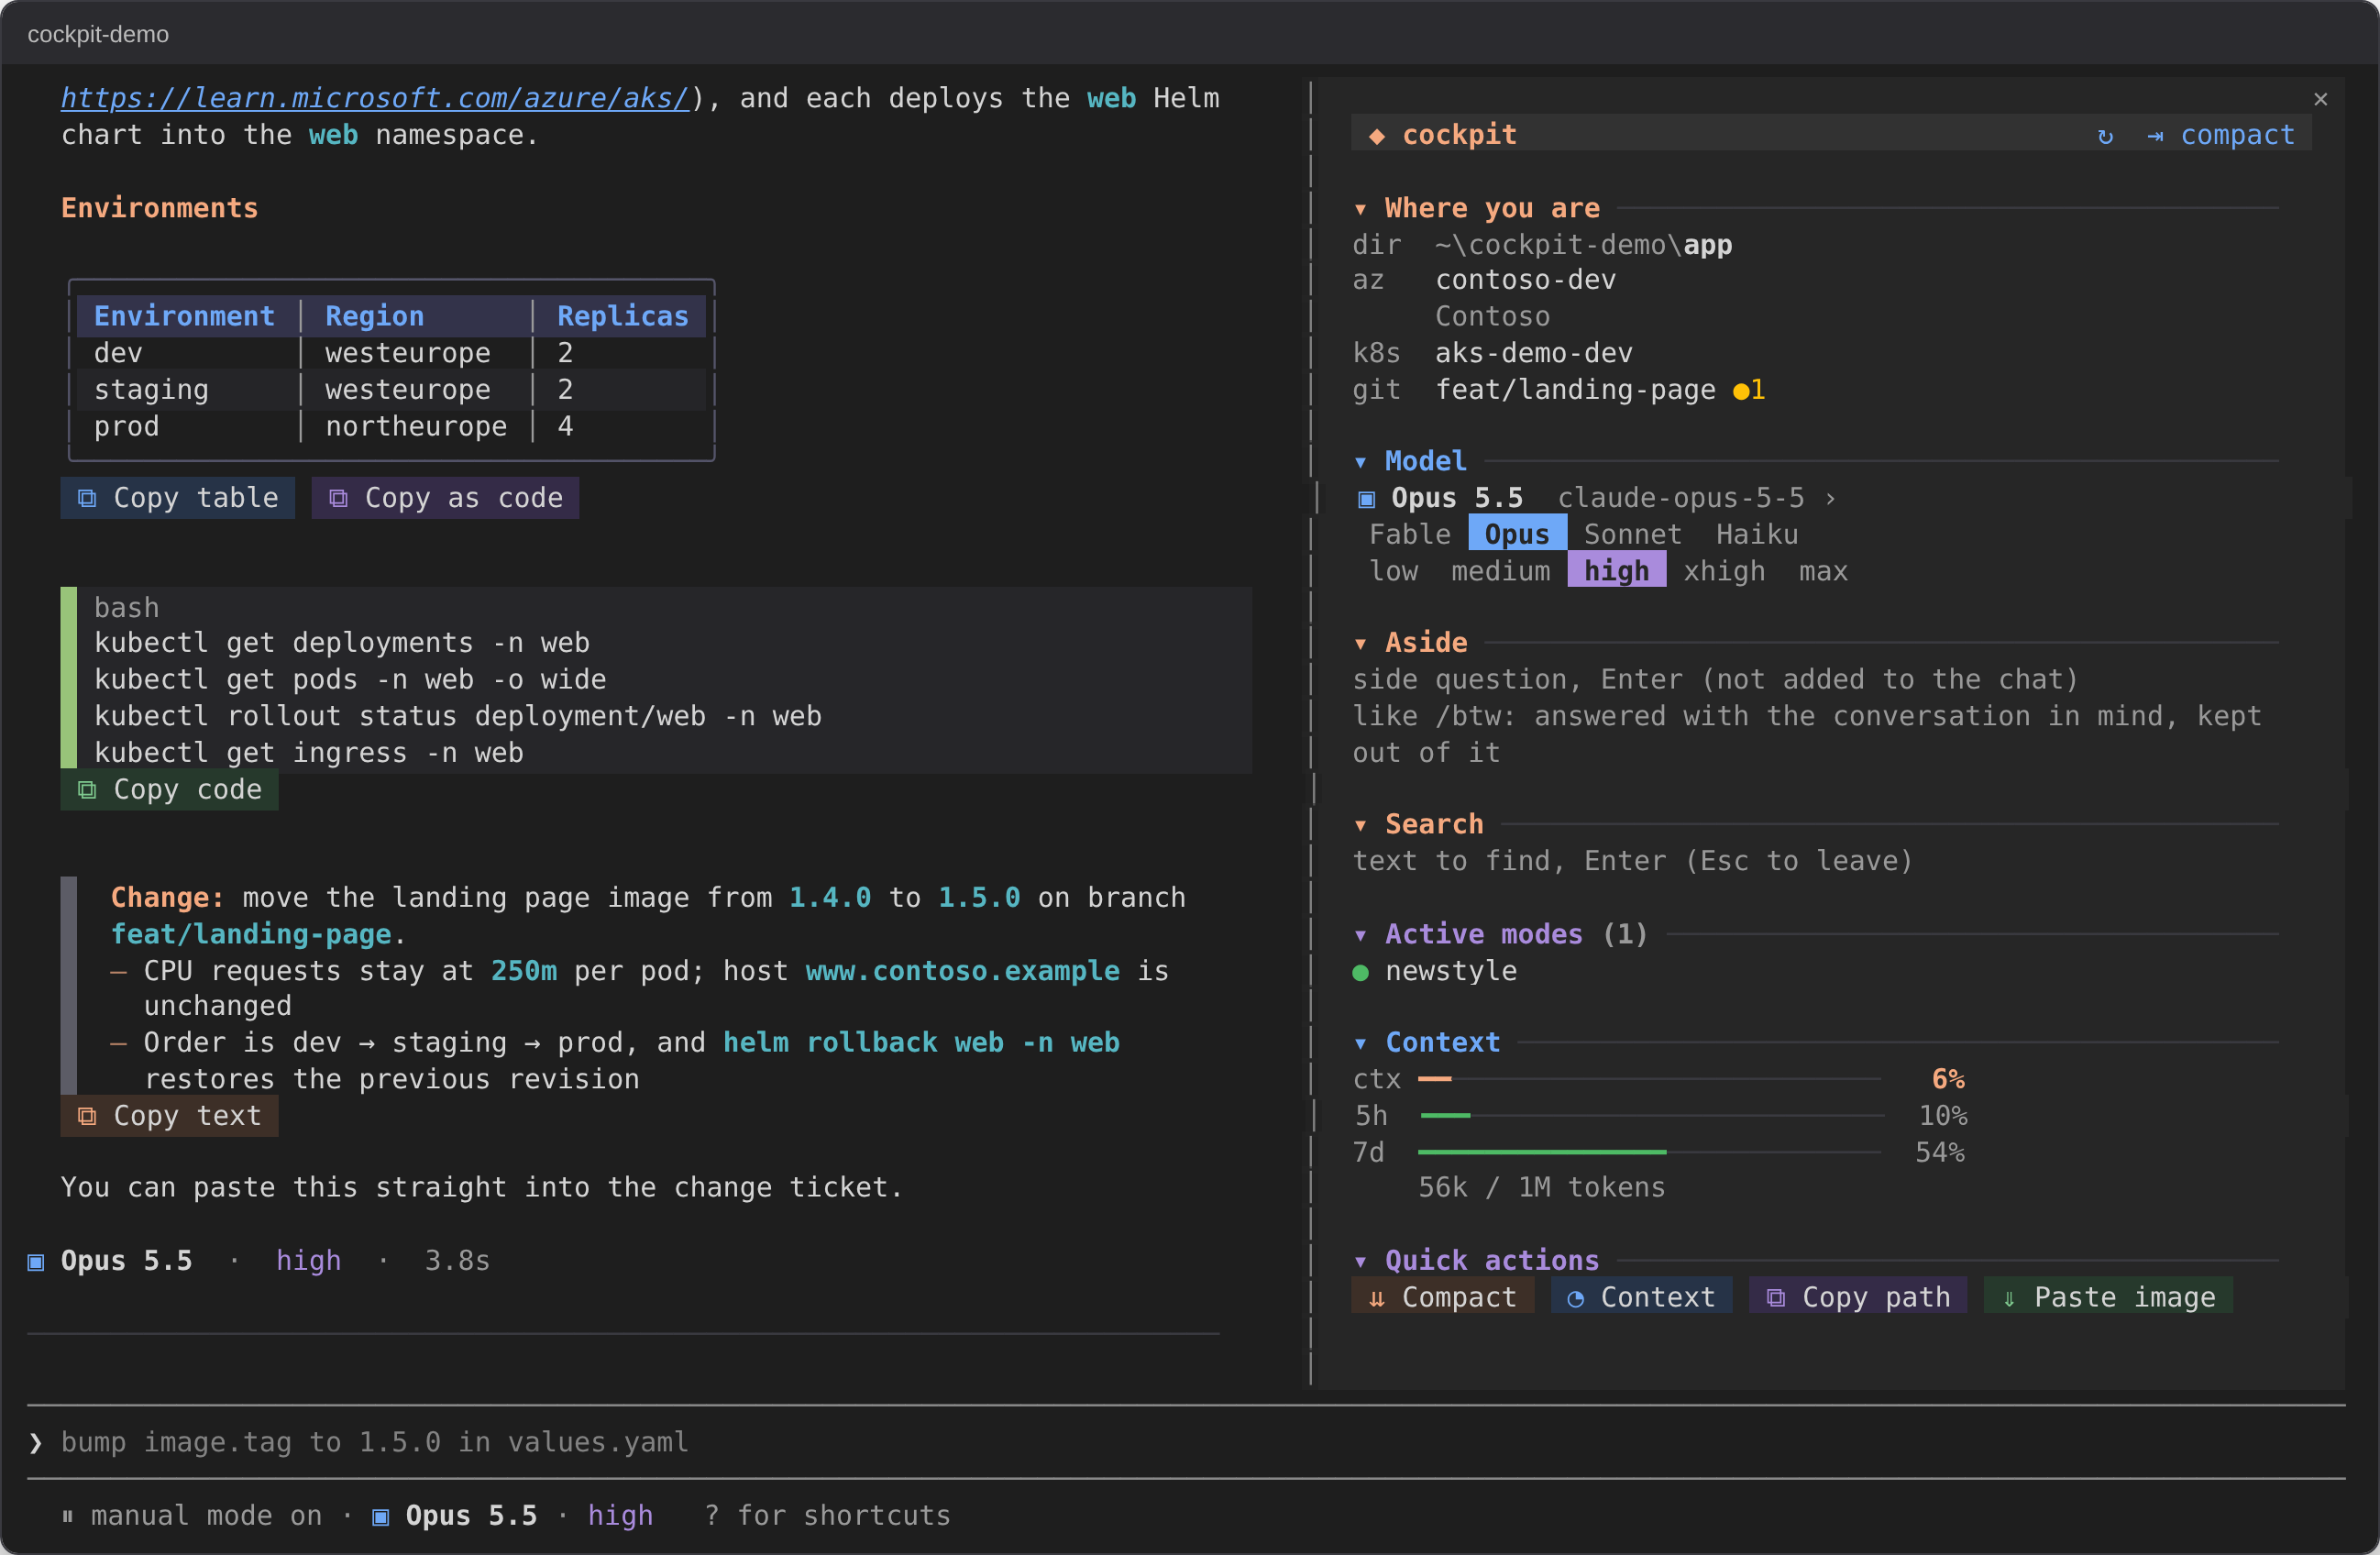 cockpit-demo
https://learn.microsoft.com/azure/aks/), and each deploys the web Helm
chart into the web namespace.
Environments
Environment │ Region │ Replicas
dev │ westeurope │ 2
staging │ westeurope │ 2
prod │ northeurope │ 4
⧉ Copy table ⧉ Copy as code
bash
kubectl get deployments -n web
kubectl get pods -n web -o wide
kubectl rollout status deployment/web -n web
kubectl get ingress -n web
⧉ Copy code
Change: move the landing page image from 1.4.0 to 1.5.0 on branch
feat/landing-page.
– CPU requests stay at 250m per pod; host www.contoso.example is
unchanged
– Order is dev → staging → prod, and helm rollback web -n web
restores the previous revision
⧉ Copy text
You can paste this straight into the change ticket.
▣ Opus 5.5 · high · 3.8s
×
◆ cockpit ↻ ⇥ compact
▾ Where you are
dir ~\cockpit-demo\app
az contoso-dev
Contoso
k8s aks-demo-dev
git feat/landing-page ●1
▾ Model
▣ Opus 5.5 claude-opus-5-5 ›
Fable Opus Sonnet Haiku
low medium high xhigh max
▾ Aside
side question, Enter (not added to the chat)
like /btw: answered with the conversation in mind, kept
out of it
▾ Search
text to find, Enter (Esc to leave)
▾ Active modes (1)
● newstyle
▾ Context
ctx 6%
5h 10%
7d 54%
56k / 1M tokens
▾ Quick actions
⇊ Compact ◔ Context ⧉ Copy path ⇓ Paste image
❯ bump image.tag to 1.5.0 in values.yaml
⏸ manual mode on · ▣ Opus 5.5 · high ? for shortcuts